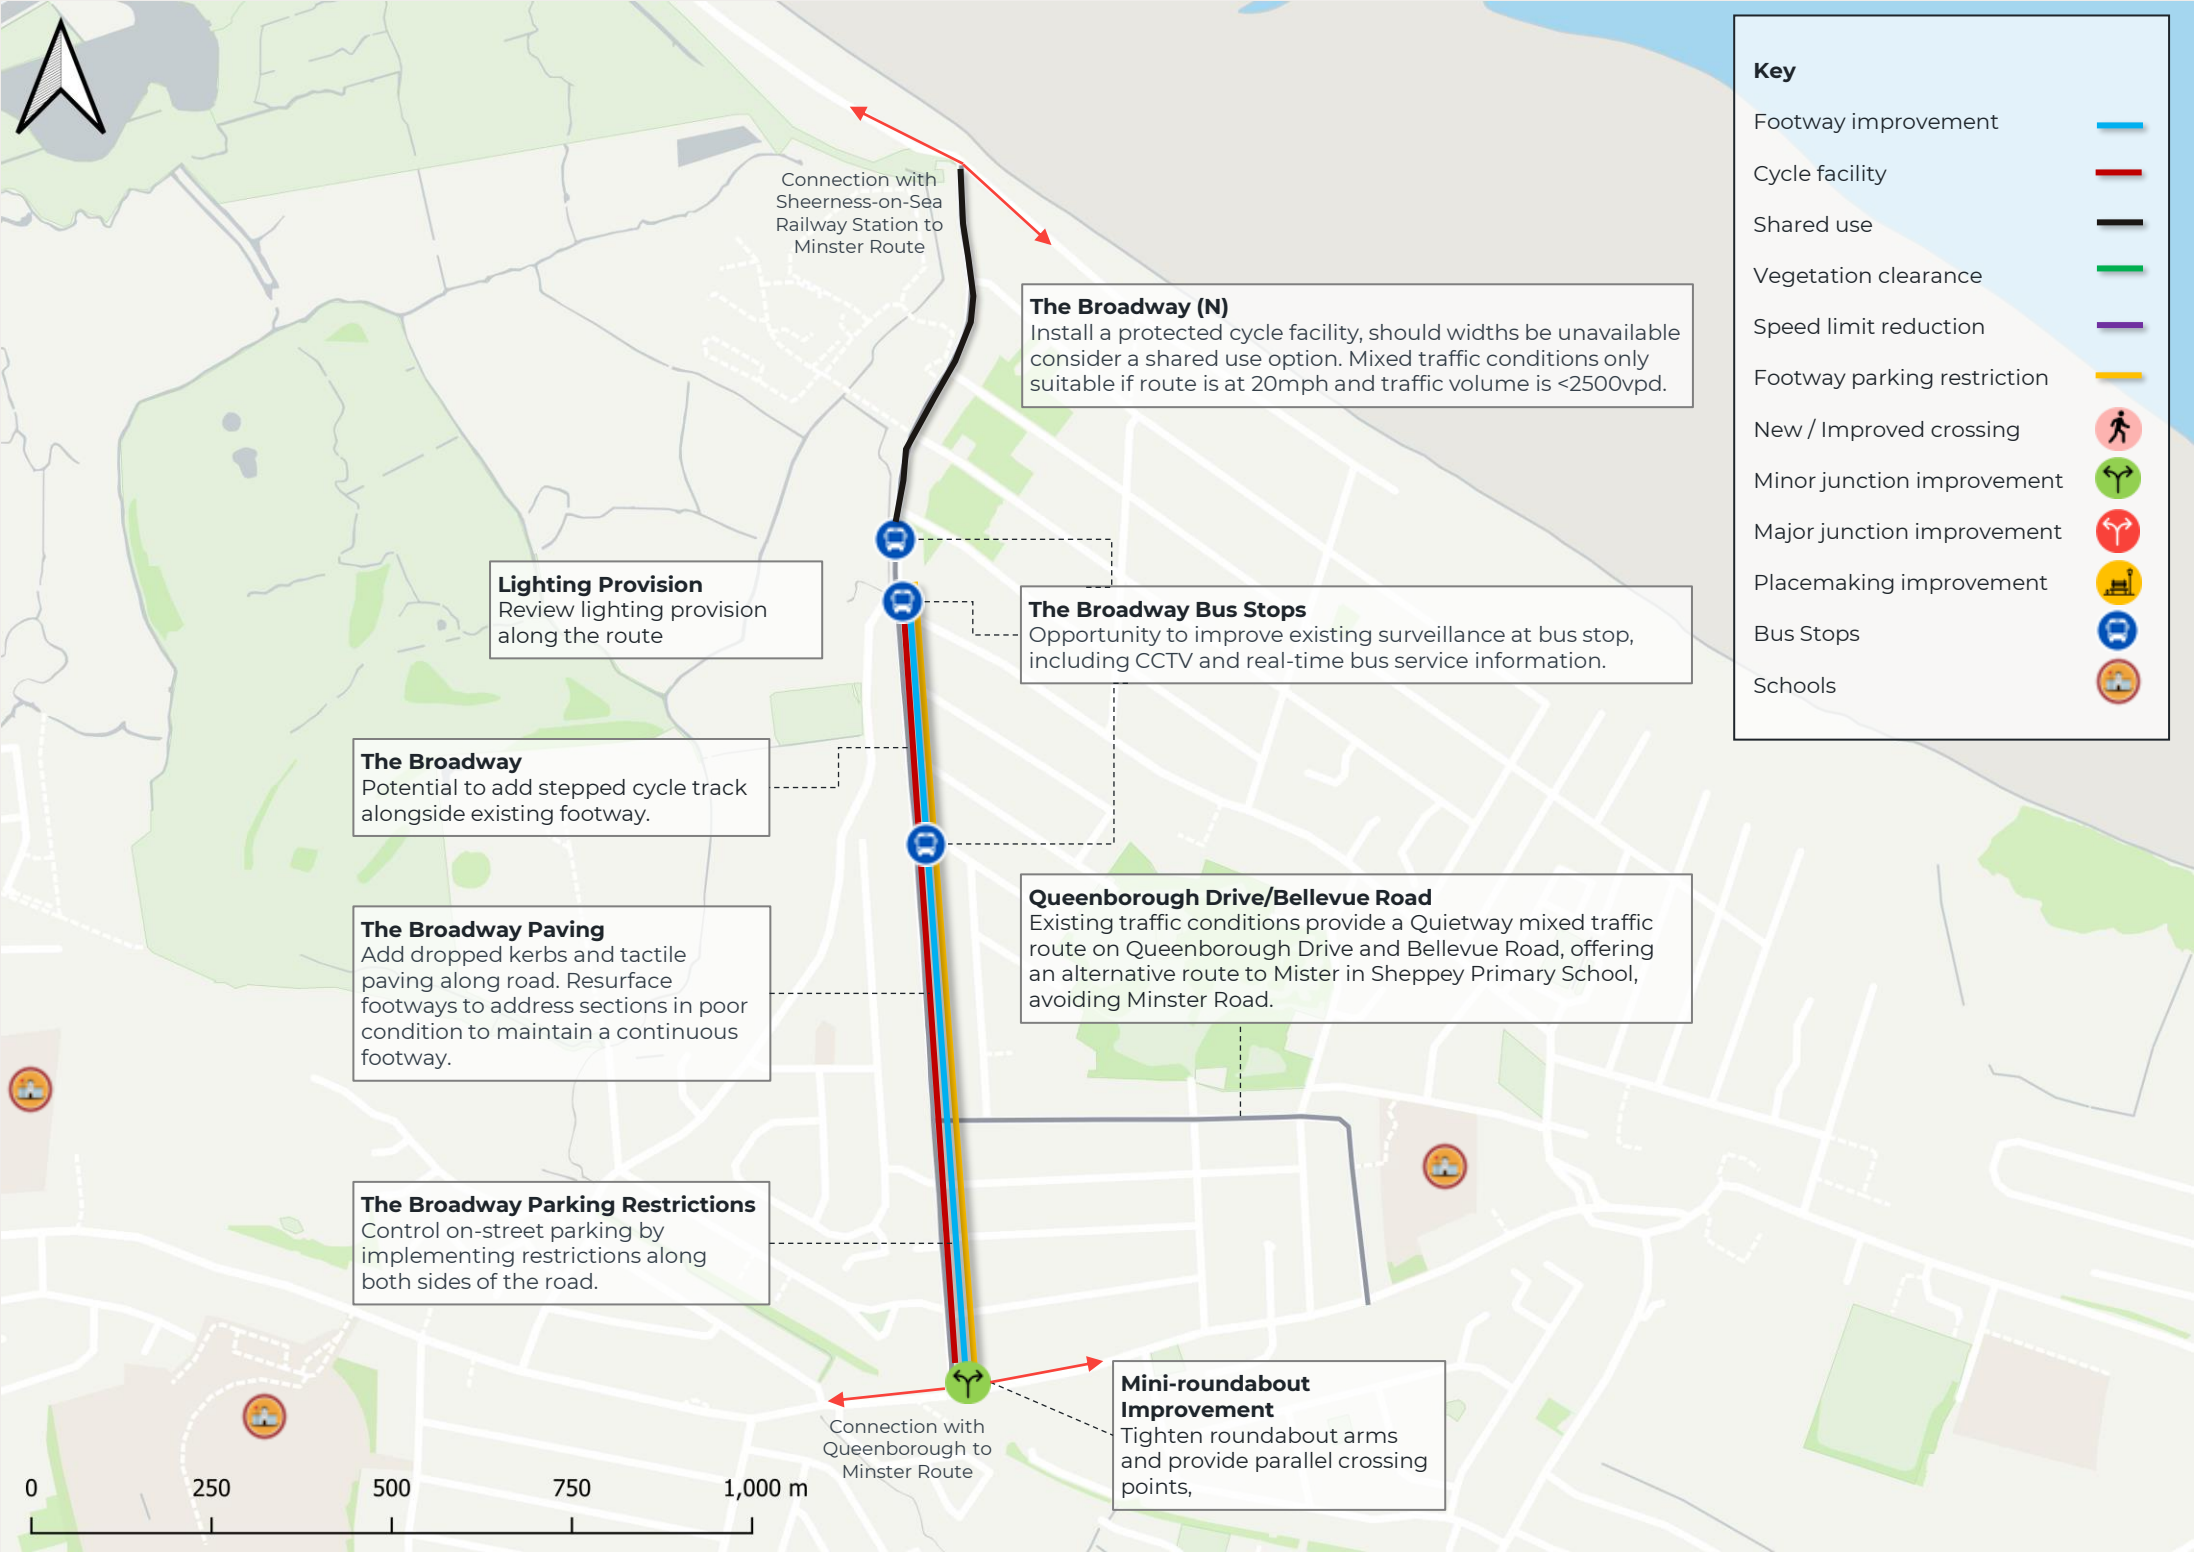 Key
Footway improvement
Cycle facility
Shared use
Vegetation clearance
Speed limit reduction
Footway parking restriction
New / Improved crossing
Minor junction improvement
Major junction improvement
Placemaking improvement
Bus Stops
Schools
Connection with
Sheerness-on-Sea
Railway Station to
Minster Route
The Broadway (N)
Install a protected cycle facility, should widths be unavailable
consider a shared use option. Mixed traffic conditions only
suitable if route is at 20mph and traffic volume is <2500vpd.
Lighting Provision
Review lighting provision
along the route
The Broadway Bus Stops
Opportunity to improve existing surveillance at bus stop,
including CCTV and real-time bus service information.
The Broadway
Potential to add stepped cycle track
alongside existing footway.
Queenborough Drive/Bellevue Road
Existing traffic conditions provide a Quietway mixed traffic
route on Queenborough Drive and Bellevue Road, offering
an alternative route to Mister in Sheppey Primary School,
avoiding Minster Road.
The Broadway Paving
Add dropped kerbs and tactile
paving along road. Resurface
footways to address sections in poor
condition to maintain a continuous
footway.
The Broadway Parking Restrictions
Control on-street parking by
implementing restrictions along
both sides of the road.
Mini-roundabout
Improvement
Tighten roundabout arms
and provide parallel crossing
points,
Connection with
Queenborough to
Minster Route
0 250 500 750 1,000 m